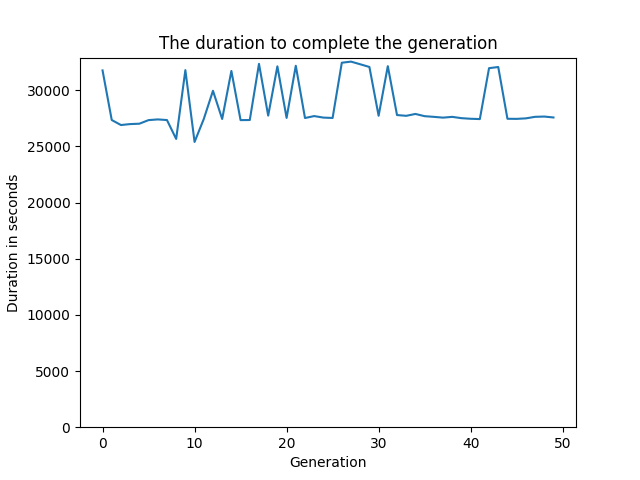 The duration to complete the generation
Duration in seconds
30000
25000
20000
15000
10000
5000
0
0 10 20 30 40 50
Generation